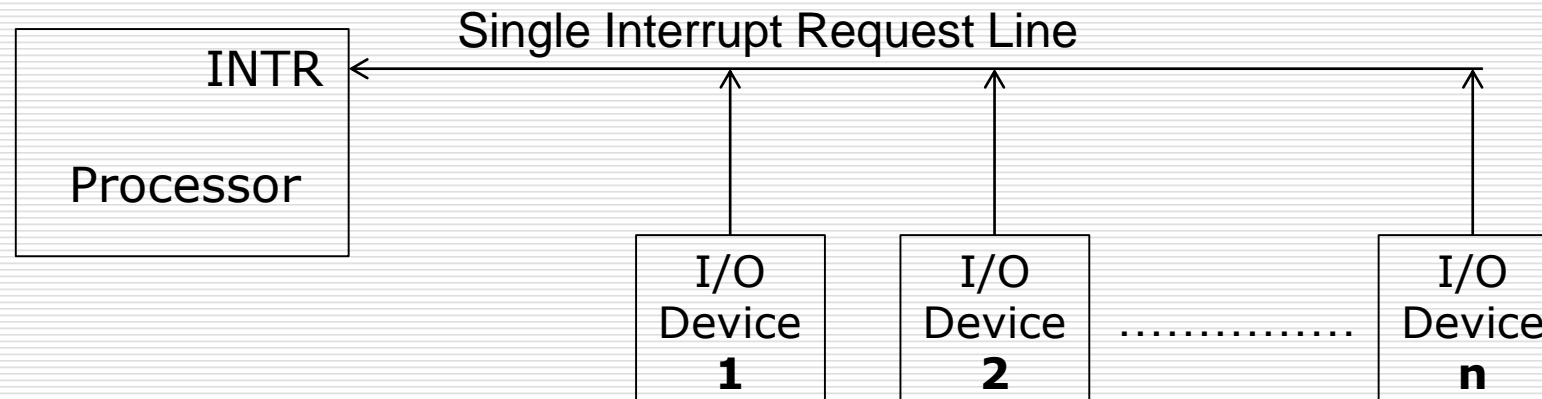 Single Interrupt Request Line
INTR
Processor
I/O
Device
1
I/O
Device
2
……………
I/O
Device
n